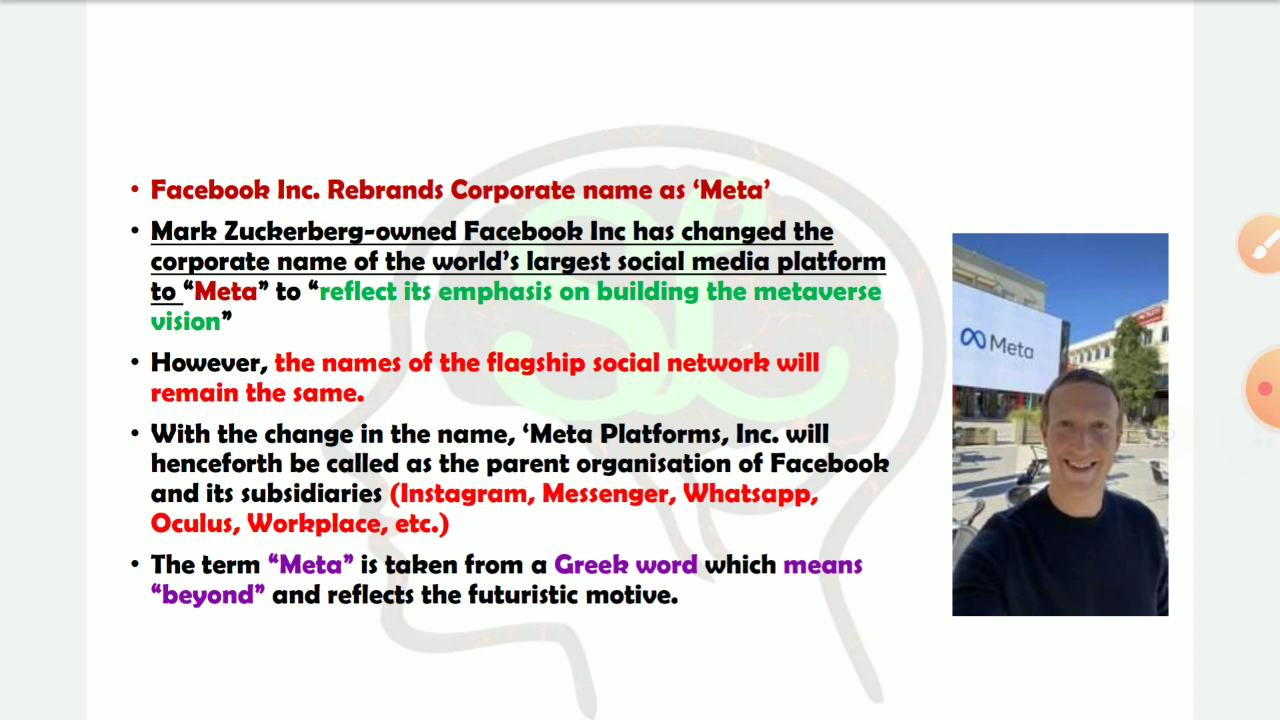 • Facebook Inc. Rebrands Corporate name as ‘Meta’
• Mark Zuckerberg-owned Facebook Inc has changed the
corporate name of the world’s largest social media platform
to “Meta” to “reflect its emphasis on building the metaverse
vision”
• However, the names of the flagship social network will
remain the same.
• With the change in the name, ‘Meta Platforms, Inc. will
henceforth be called as the parent organisation of Facebook
and its subsidiaries (Instagram, Messenger, Whatsapp,
Oculus, Workplace, etc.)
• The term “Meta” is taken from a Greek word which means
“beyond” and reflects the futuristic motive.
Meta